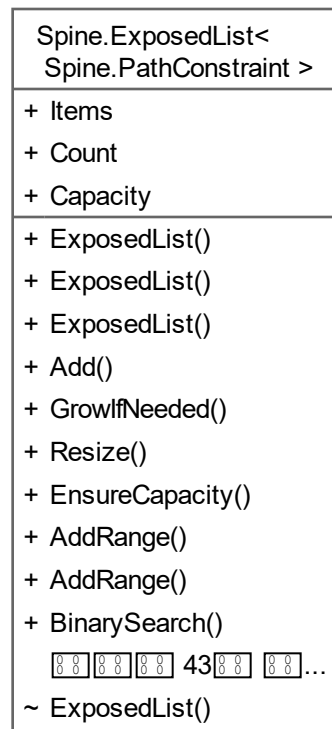 Spine.ExposedList<
Spine.PathConstraint >
+ Items
+ Count
+ Capacity
+ ExposedList()
+ ExposedList()
+ ExposedList()
+ Add()
+ GrowIfNeeded()
+ Resize()
+ EnsureCapacity()
+ AddRange()
+ AddRange()
+ BinarySearch()
43 ...
~ ExposedList()